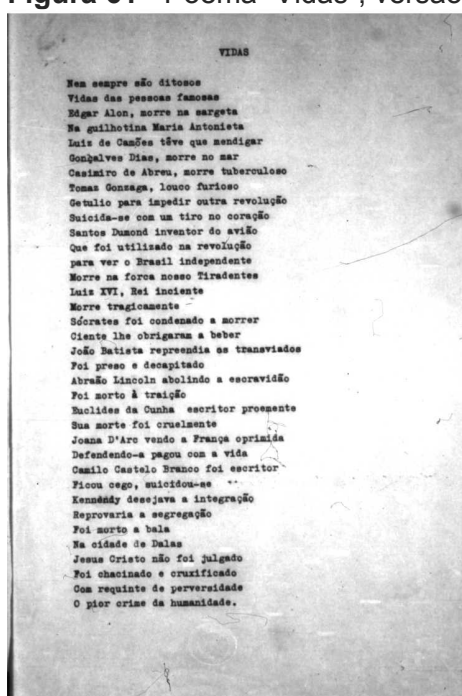 Figura 31 - Poema "Vidas", versão
VIDAS
Nem sempre são ditosos
Vidas das pessoas famosas
Edgar Alon, morre na sargeta
Na guilhotina Maria Antonieta
Luiz de Camões têve que mendigar
Gonçalves Dias, morre no mar
Casimiro de Abreu, morre tuberculoso
Tomaz Gonzaga, louco furioso
Getulio para impedir outra revolução
Suicida-se com um tiro no coração
Santos Dumond inventor do avião
Que foi utilizado na revolução
para ver o Brasil independente
Morre na forca nosso Tiradentes
Luiz XVI, Rei inciente
Morre tragicamente
Sócrates foi condenado a morrer
Ciente lhe obrigaram a beber
João Batista repreendia os transviados
Foi preso e decapitado
Abraão Lincoln abolindo a escravidão
Foi morto à traição
Euclides da Cunha escritor proemente
Sua morte foi cruelmente
Joana D'Arc vendo a França oprimida
Defendendo-a pagou com a vida
Camilo Castelo Branco foi escritor
Ficou cego, suicidou-se
Kennendy desejava a integração
Reprovaria a segregação
Foi morto a bala
Na cidade de Dalas
Jesus Cristo não foi julgado
Foi chacinado e cruxificado
Com requinte de perversidade
O pior crime da humanidade.